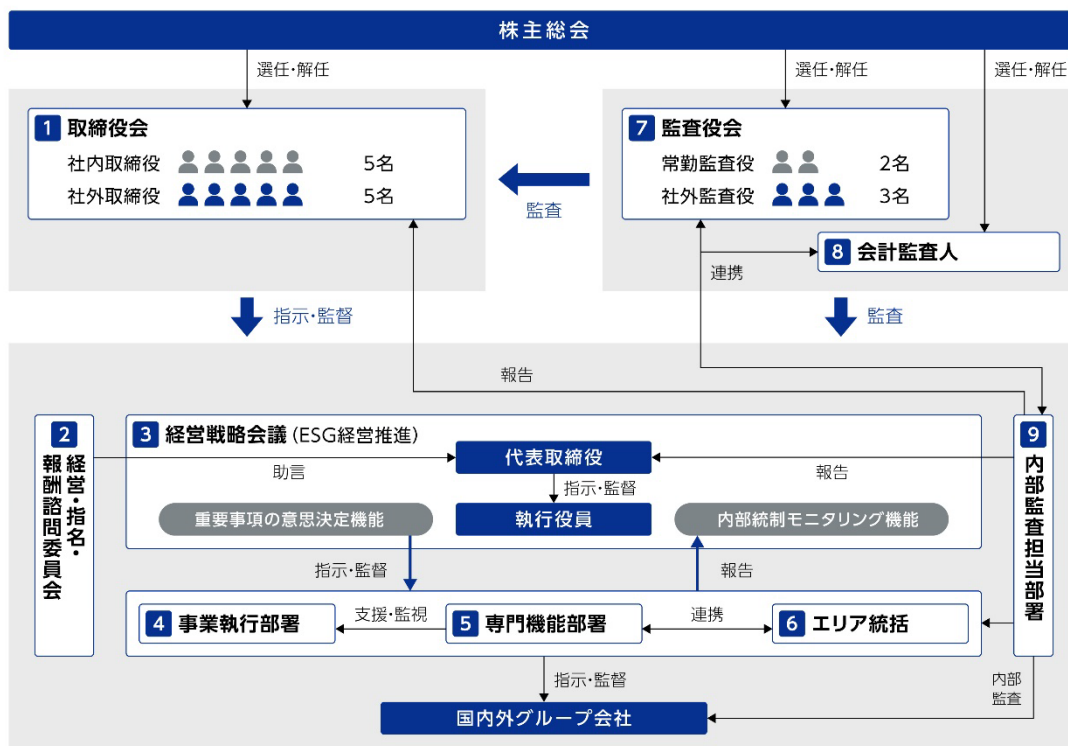 株主総会
選任・解任
選任・解任
選任・解任
1 取締役会
社内取締役 5名
社外取締役 5名
監査
7 監査役会
常勤監査役 2名
社外監査役 3名
8 会計監査人
連携
指示・監督
監査
報告
2 経営・指名・
報酬諮問委員会
3 経営戦略会議(ESG経営推進)
助言
代表取締役
報告
指示・監督
重要事項の意思決定機能
執行役員
内部統制モニタリング機能
9 内部監査担当部署
指示・監督
報告
4 事業執行部署
支援・監視
5 専門機能部署
連携
6 エリア統括
指示・監督
内部
監査
国内外グループ会社